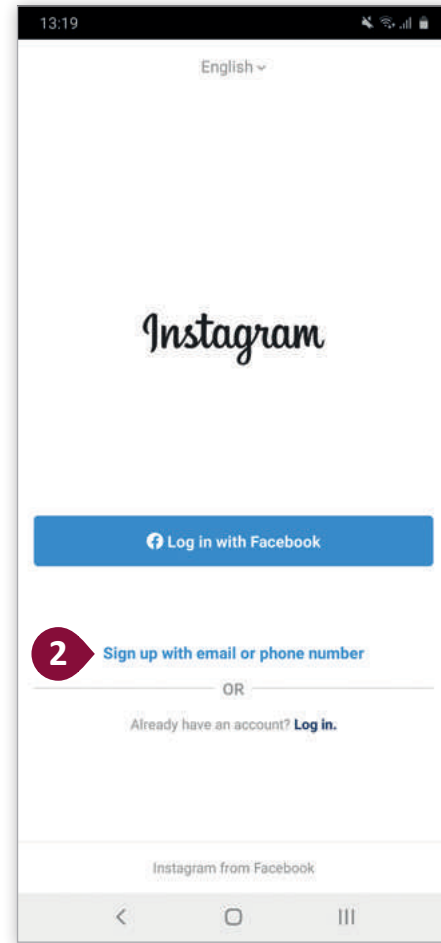 13:19
English
Instagram
Log in with Facebook
2
Sign up with email or phone number
OR
Already have an account? Log in.
Instagram from Facebook